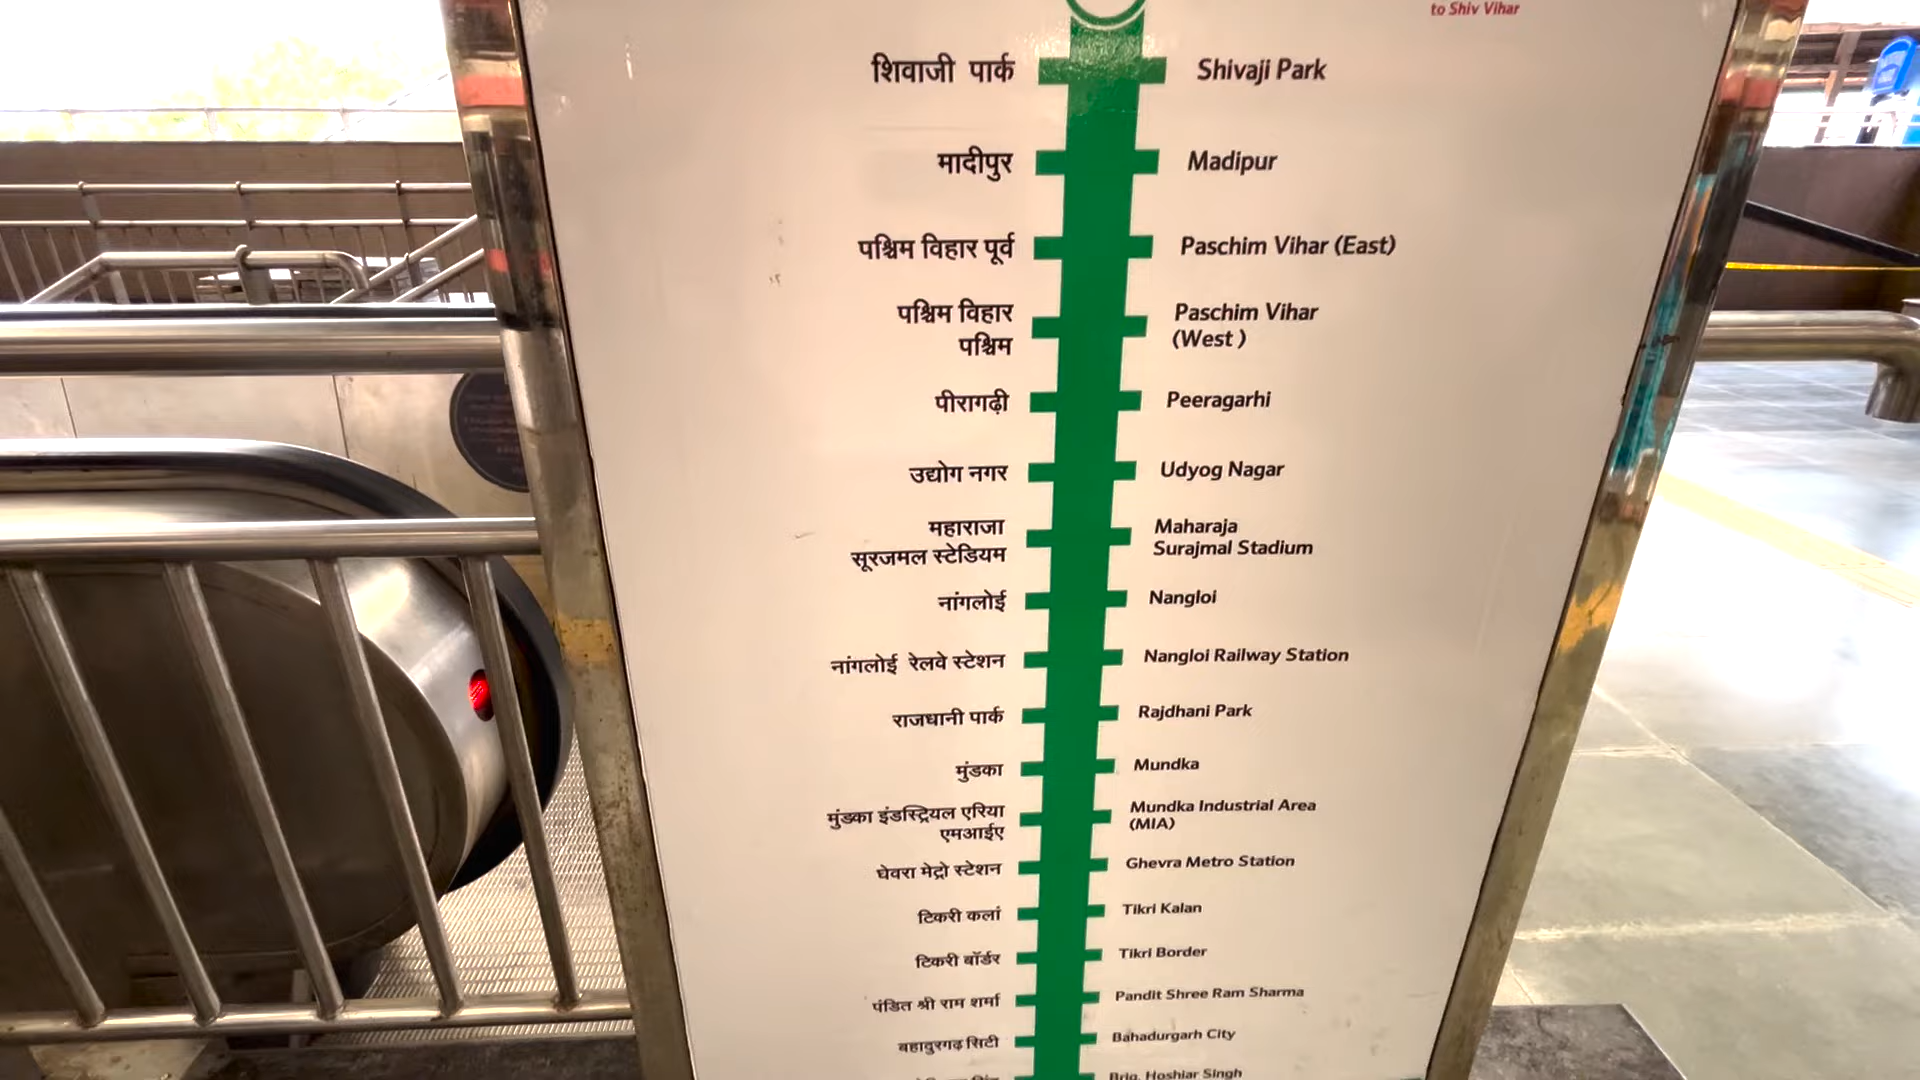 to Shiv Vihar
शिवाजी पार्क
Shivaji Park
मादीपुर
Madipur
पश्चिम विहार पूर्व
Paschim Vihar (East)
पश्चिम विहार
पश्चिम
Paschim Vihar
(West )
पीरागढ़ी
Peeragarhi
उद्योग नगर
Udyog Nagar
महाराजा
सूरजमल स्टेडियम
Maharaja
Surajmal Stadium
नांगलोई
Nangloi
नांगलोई रेलवे स्टेशन
Nangloi Railway Station
राजधानी पार्क
Rajdhani Park
मुंडका
Mundka
मुंडका इंडस्ट्रियल एरिया
एमआईए
Mundka Industrial Area
(MIA)
घेवरा मेट्रो स्टेशन
Ghevra Metro Station
टिकरी कलां
Tikri Kalan
टिकरी बॉर्डर
Tikri Border
पंडित श्री राम शर्मा
Pandit Shree Ram Sharma
बहादुरगढ़ सिटी
Bahadurgarh City
Brig. Hoshiar Singh